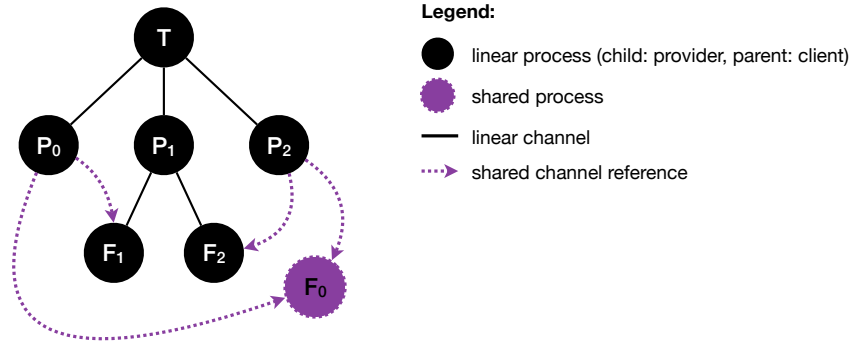 T
P₀
P₁
P₂
F₁
F₂
F₀
Legend:
linear process (child: provider, parent: client)
shared process
linear channel
shared channel reference